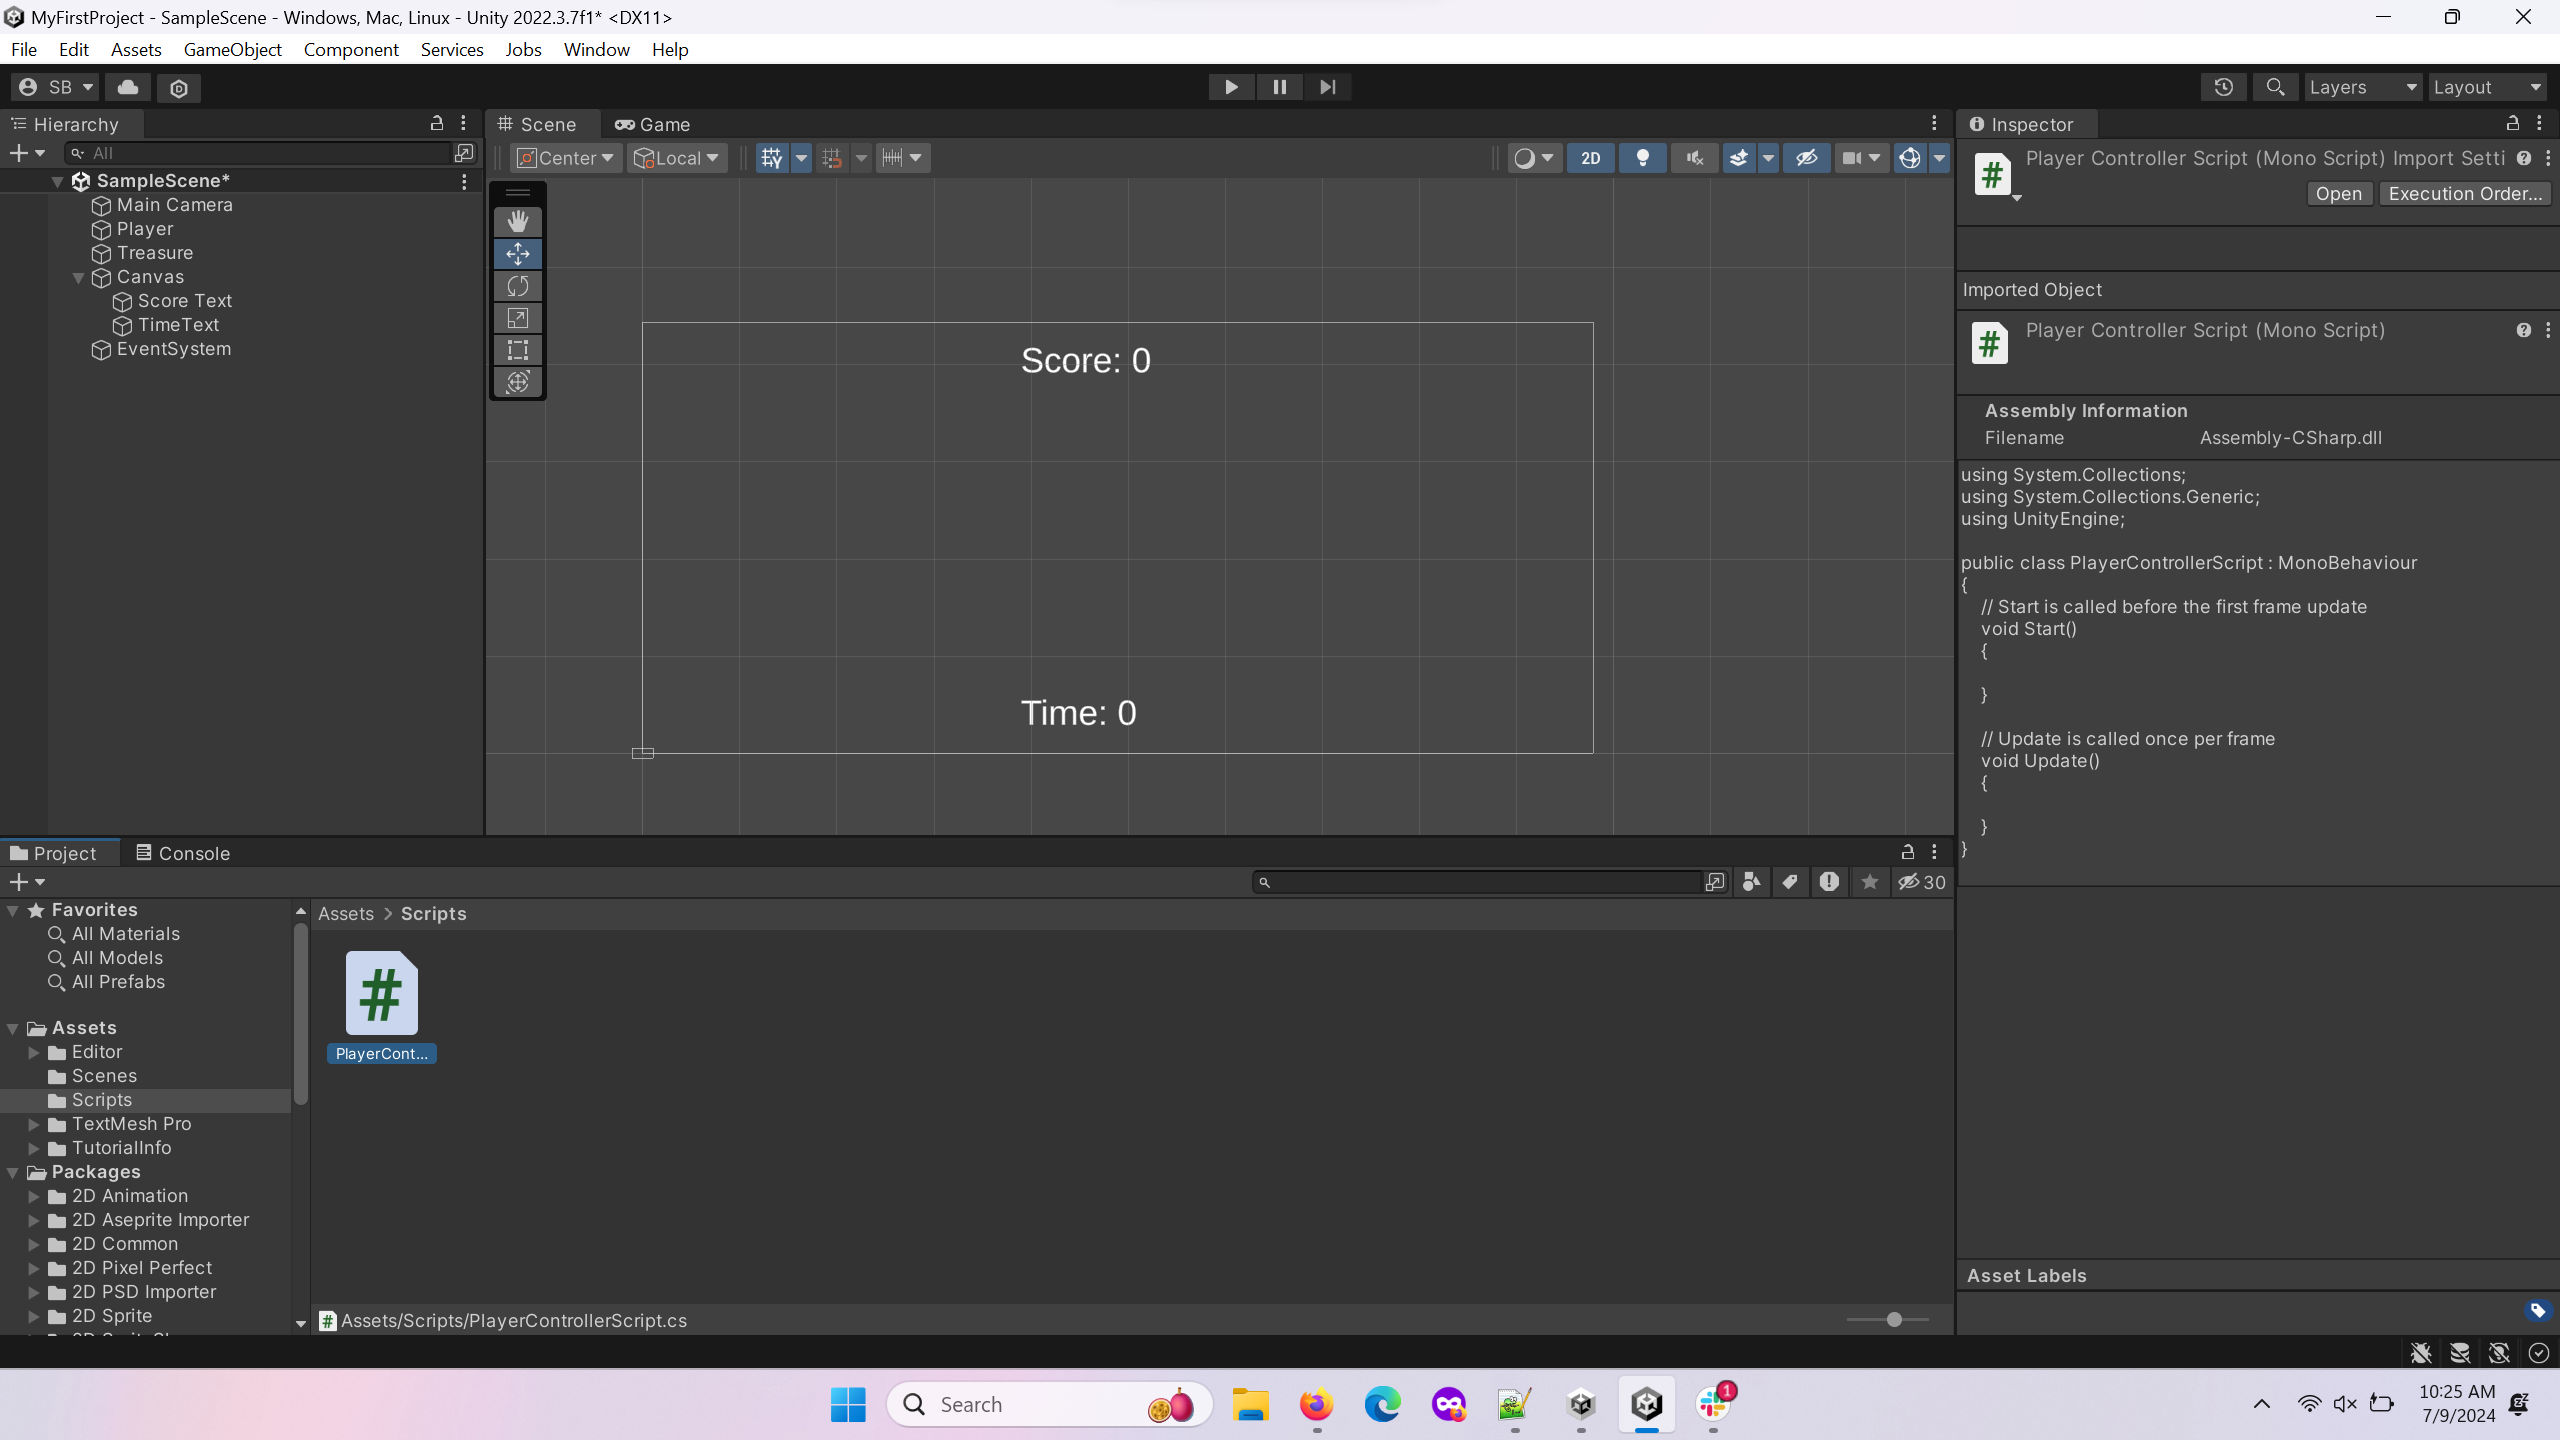 MyFirstProject - SampleScene - Windows, Mac, Linux - Unity 2022.3.7f1* <DX11>
File Edit Assets GameObject Component Services Jobs Window Help
SB
Layers
Layout
Hierarchy
All
SampleScene*
Main Camera
Player
Treasure
Canvas
Score Text
TimeText
EventSystem
Scene
Game
Center
Local
2D
Score: 0
Time: 0
Inspector
Player Controller Script (Mono Script) Import Setti
Open
Execution Order...
Imported Object
Player Controller Script (Mono Script)
Assembly Information
Filename Assembly-CSharp.dll
using System.Collections;
using System.Collections.Generic;
using UnityEngine;
public class PlayerControllerScript : MonoBehaviour
{
// Start is called before the first frame update
void Start()
{
}
// Update is called once per frame
void Update()
{
}
}
Asset Labels
Project
Console
30
Favorites
All Materials
All Models
All Prefabs
Assets
Editor
Scenes
Scripts
TextMesh Pro
TutorialInfo
Packages
2D Animation
2D Aseprite Importer
2D Common
2D Pixel Perfect
2D PSD Importer
2D Sprite
Assets > Scripts
#
PlayerCont...
Assets/Scripts/PlayerControllerScript.cs
Search
1
10:25 AM
7/9/2024